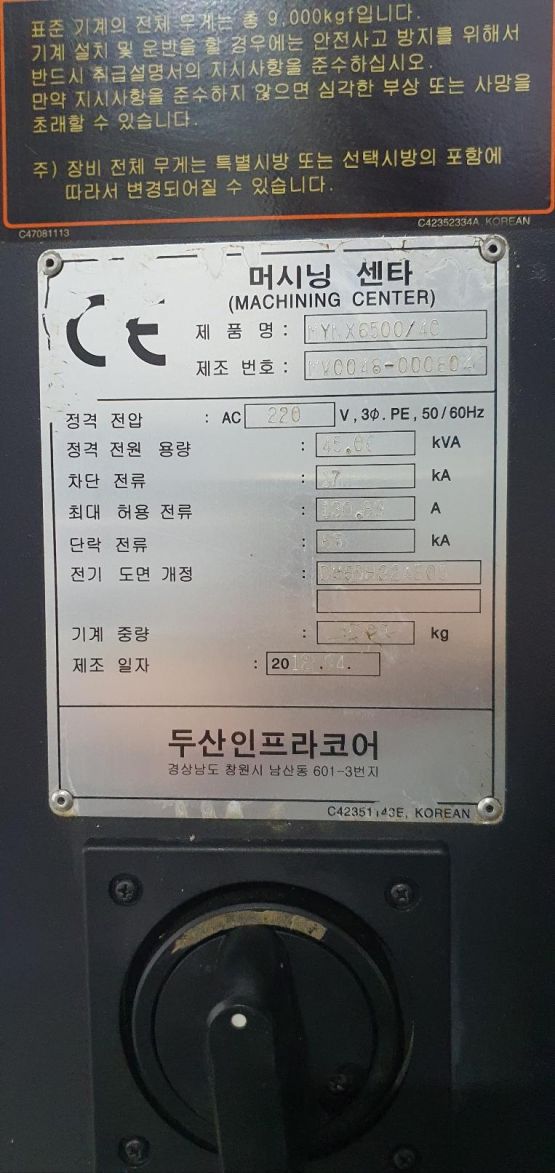 표준 기계의 전체 무게는 총 9,000kgf입니다.
기계 설치 및 운반을 할 경우에는 안전사고 방지를 위해서
반드시 취급설명서의 지시사항을 준수하십시오.
만약 지시사항을 준수하지 않으면 심각한 부상 또는 사망을
초래할 수 있습니다.
주) 장비 전체 무게는 특별시방 또는 선택시방의 포함에
따라서 변경되어질 수 있습니다.
C47081113
C42352334A KOREAN
CE
머시닝 센타
(MACHINING CENTER)
제 품 명 :
제조 번호 :
정격 전압 : AC 220 V, 3Φ. PE, 50/60Hz
정격 전원 용량 : kVA
차단 전류 : kA
최대 허용 전류 : A
단락 전류 : kA
전기 도면 개정 :
기계 중량 : kg
제조 일자 :
두산인프라코어
경상남도 창원시 남산동 601-3번지
C42351143E, KOREAN